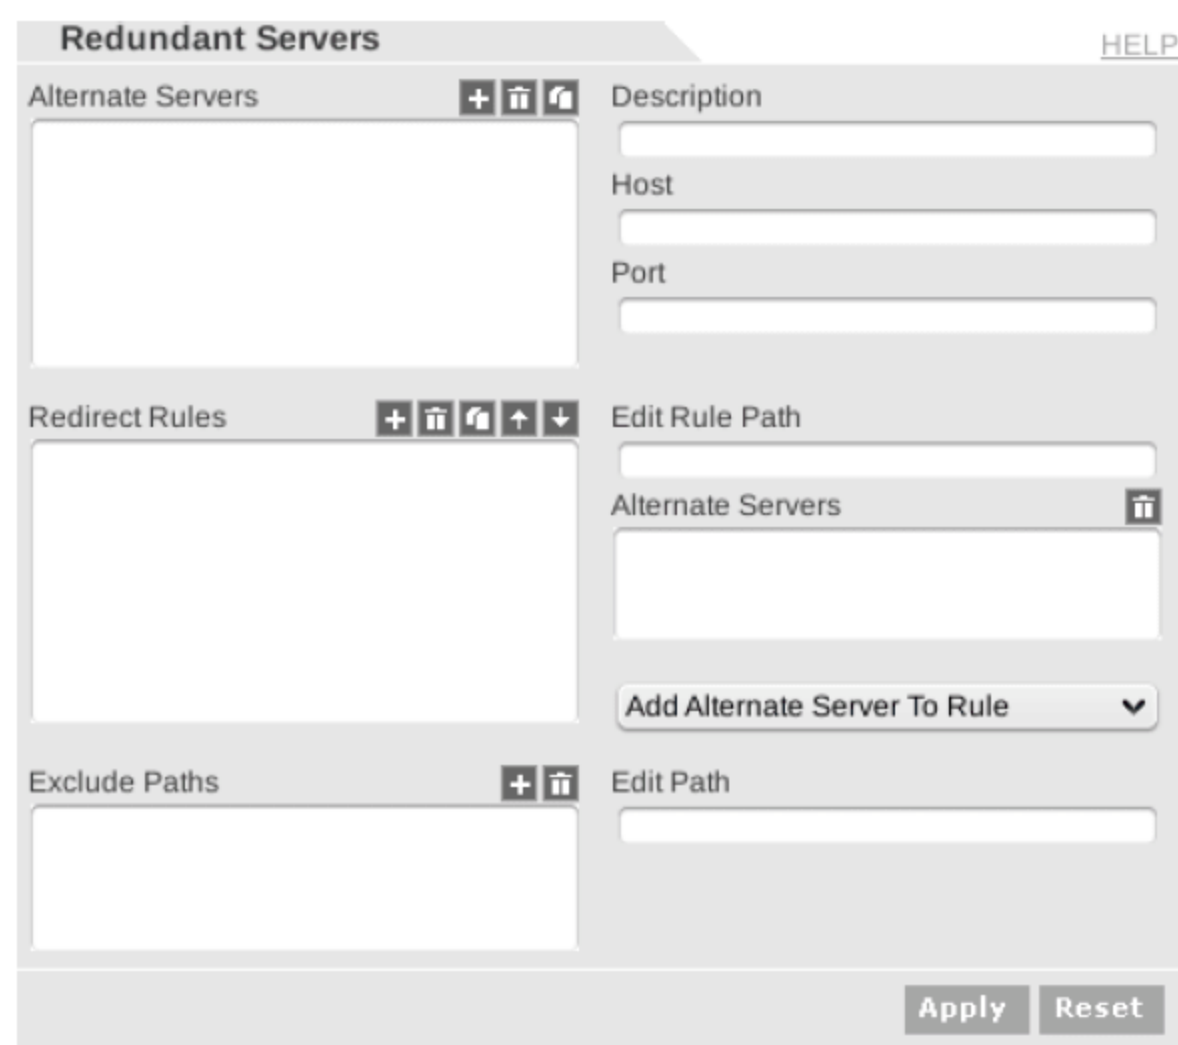 Redundant Servers
HELP
Alternate Servers
Description
Host
Port
Redirect Rules
Edit Rule Path
Alternate Servers
Add Alternate Server To Rule
Exclude Paths
Edit Path
Apply
Reset